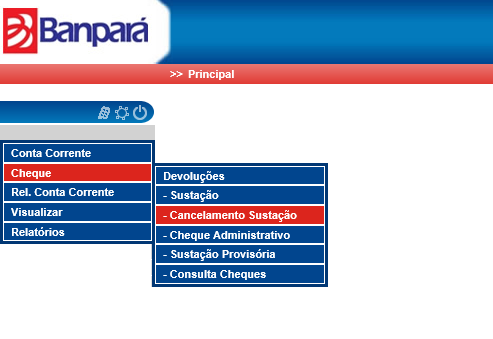 Banpará
>> Principal
Conta Corrente
Cheque
Rel. Conta Corrente
Visualizar
Relatórios
Devoluções
- Sustação
- Cancelamento Sustação
- Cheque Administrativo
- Sustação Provisória
- Consulta Cheques